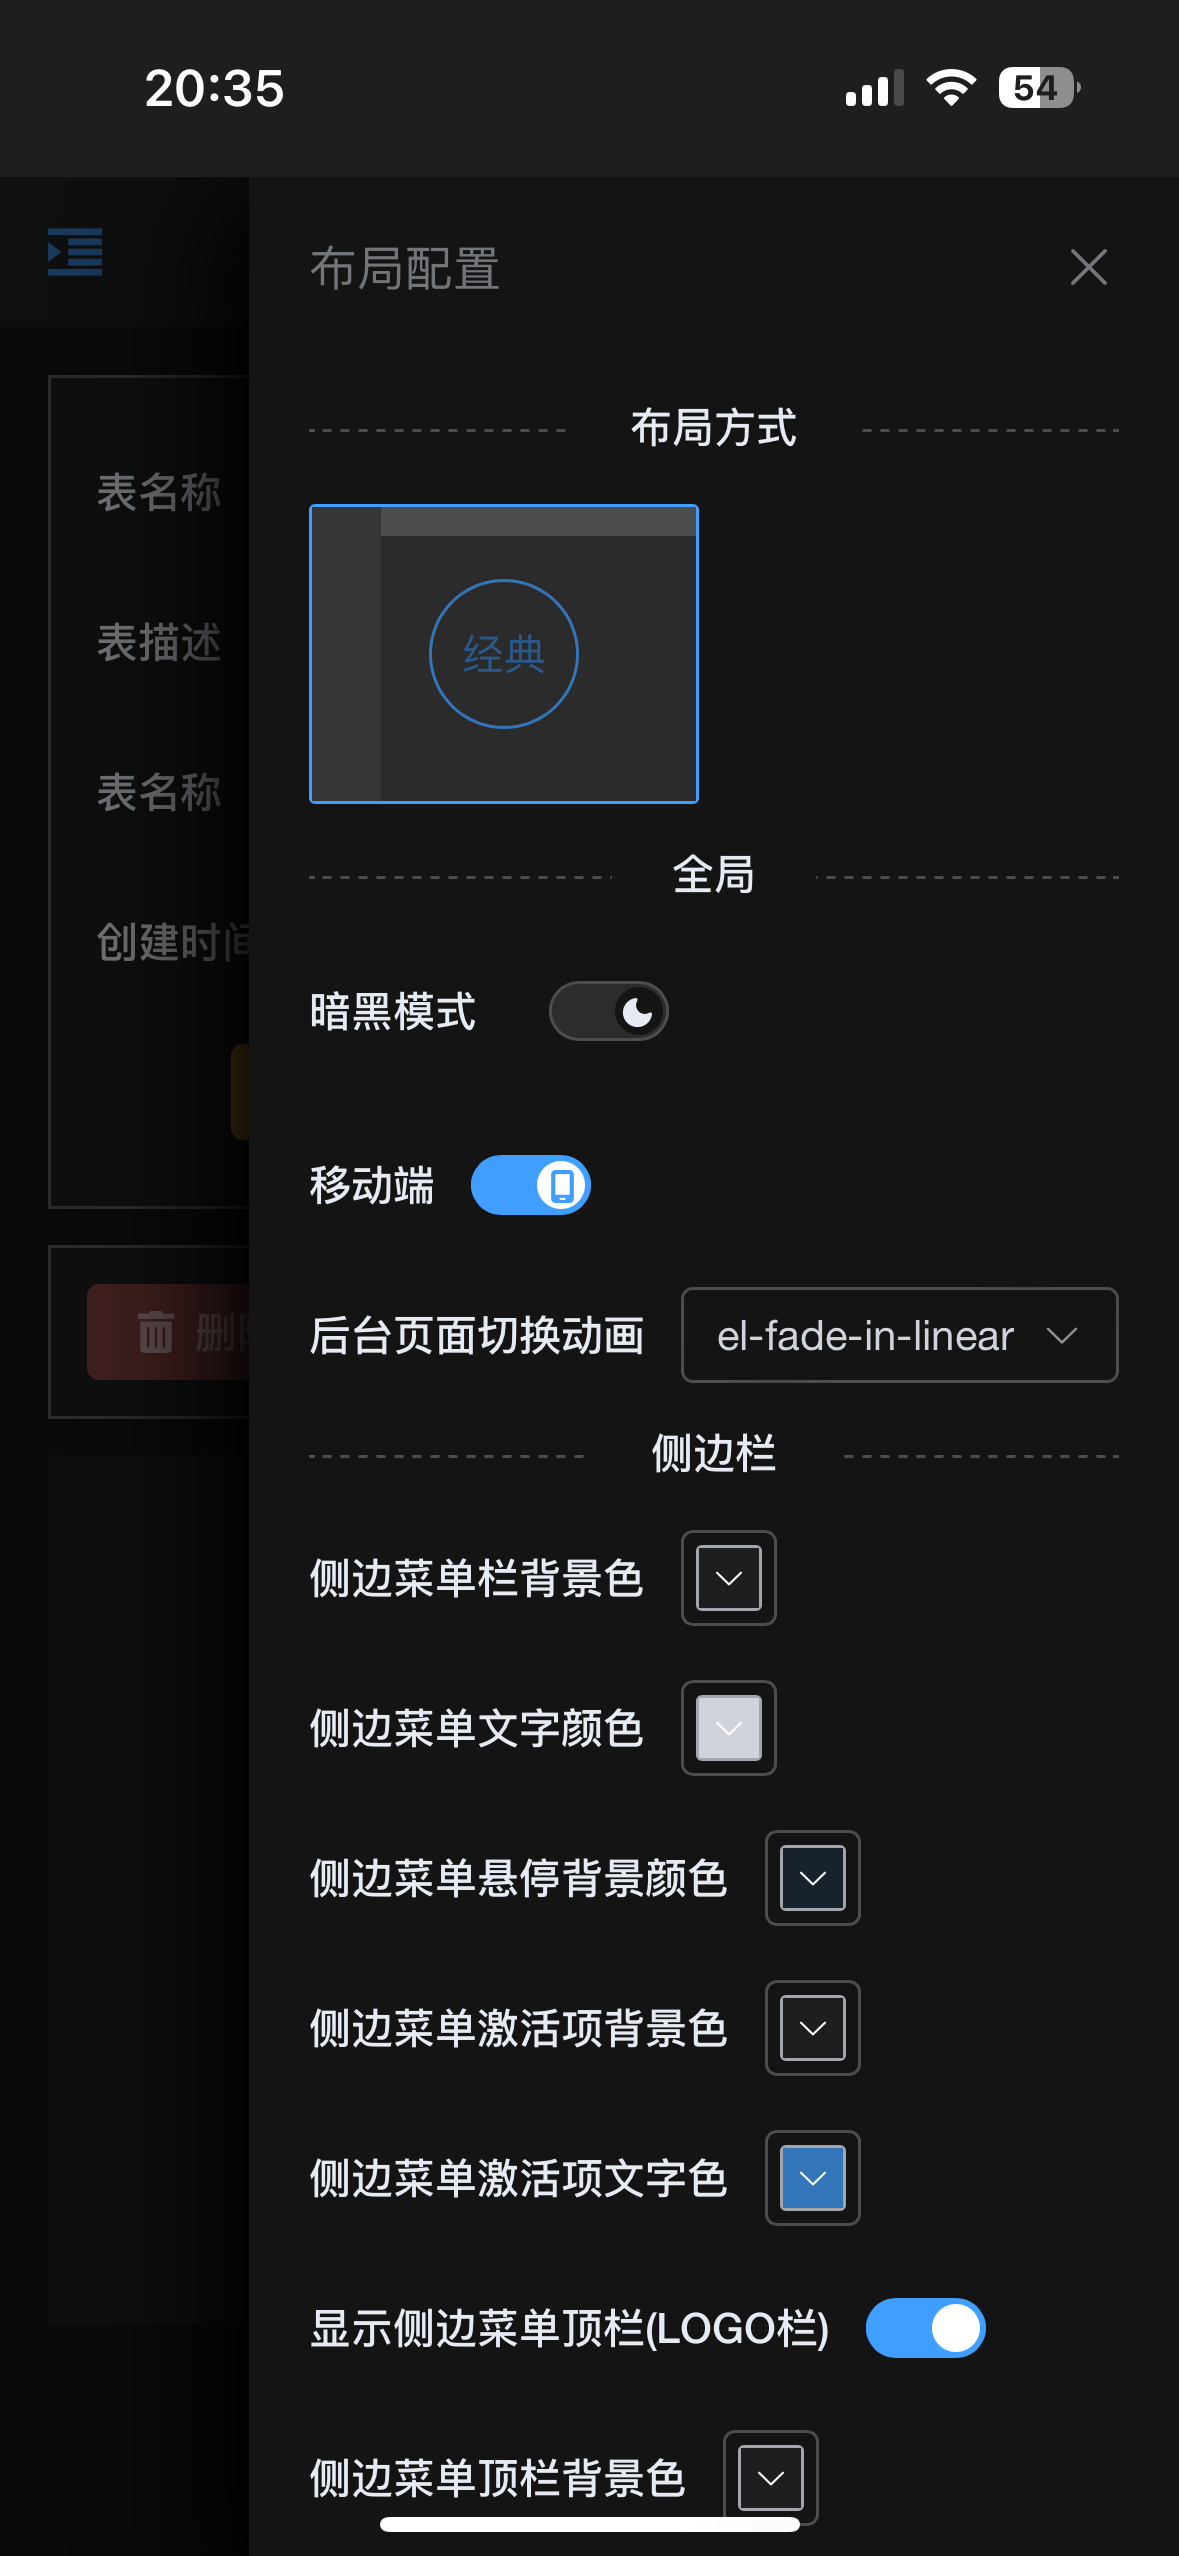 20:35
54
布局配置
布局方式
表名称
经典
表描述
表名称
全局
创建时间
暗黑模式
移动端
后台页面切换动画
el-fade-in-linear
删除
侧边栏
侧边菜单栏背景色
侧边菜单文字颜色
侧边菜单悬停背景颜色
侧边菜单激活项背景色
侧边菜单激活项文字色
显示侧边菜单顶栏(LOGO栏)
侧边菜单顶栏背景色